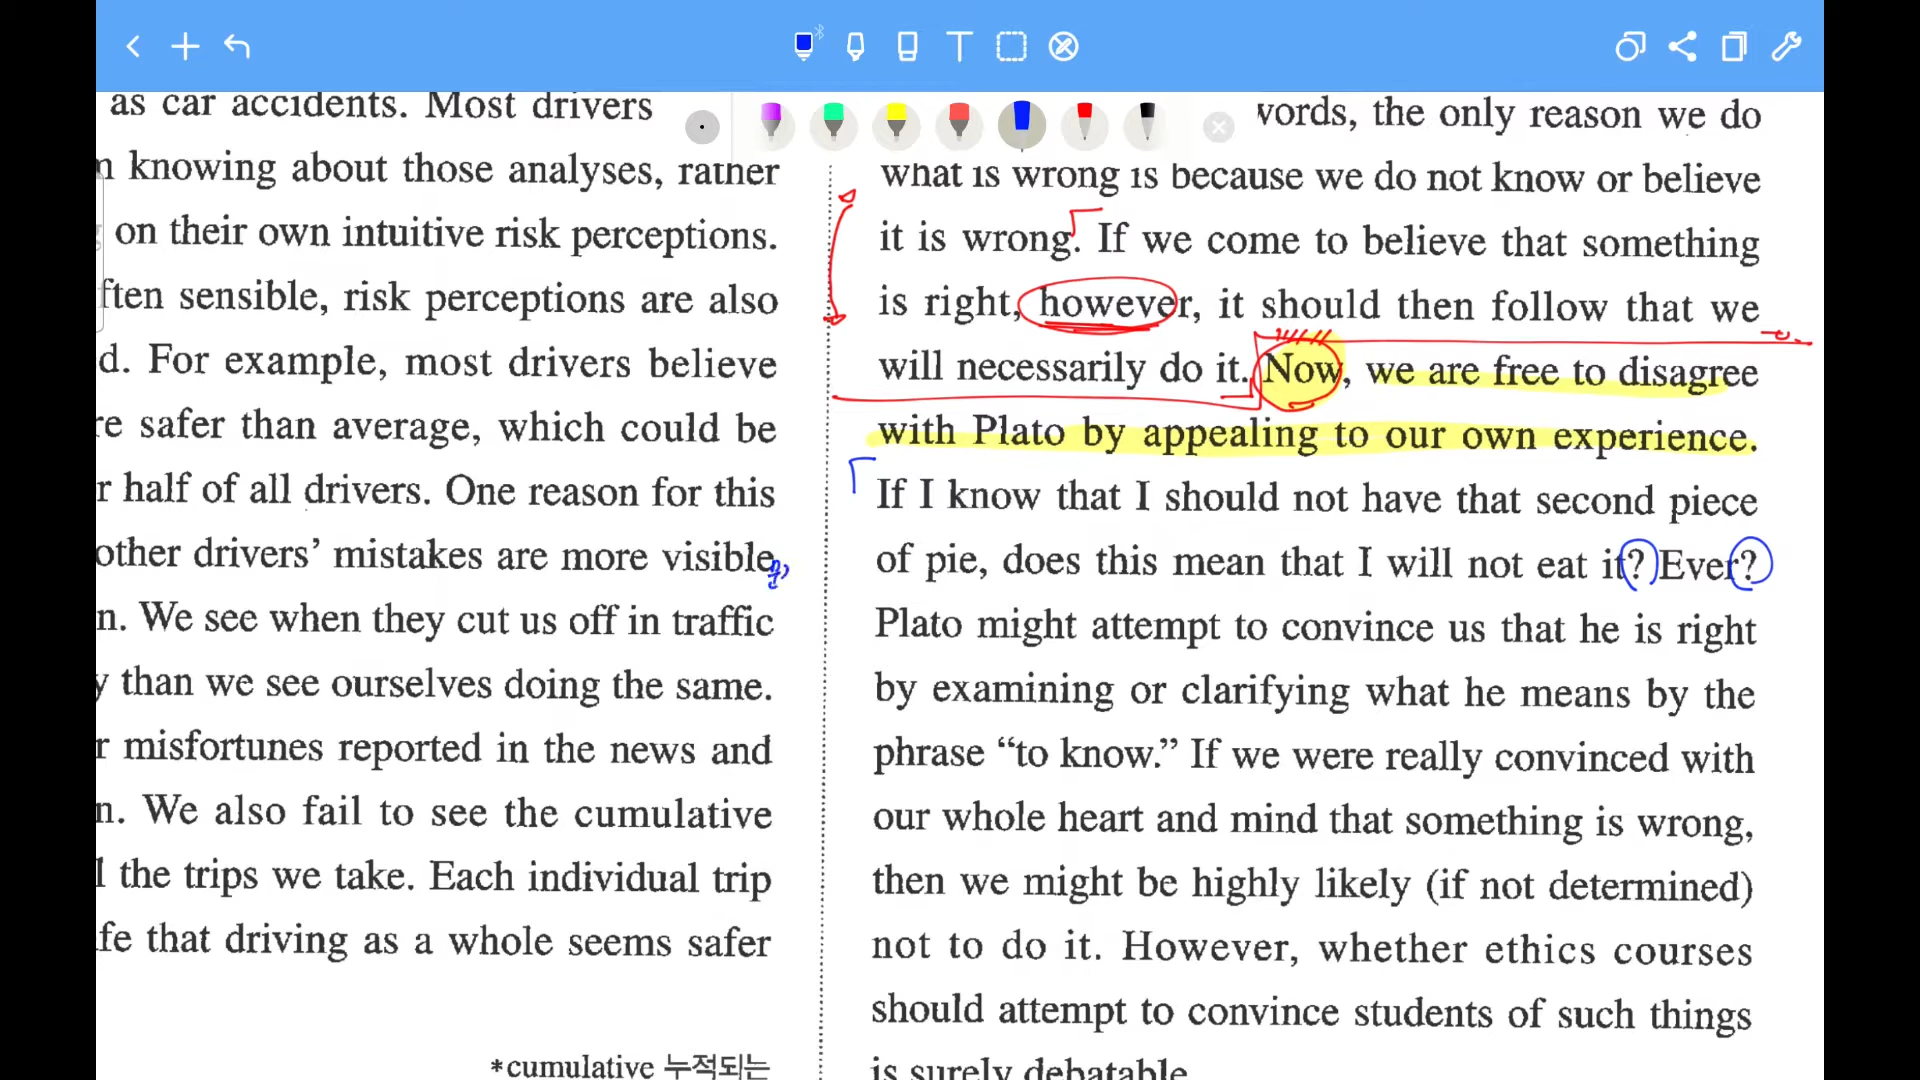 as car accidents. Most drivers
knowing about those analyses, rather
on their own intuitive risk perceptions.
ften sensible, risk perceptions are also
d. For example, most drivers believe
re safer than average, which could be
r half of all drivers. One reason for this
other drivers' mistakes are more visible
n. We see when they cut us off in traffic
y than we see ourselves doing the same.
r misfortunes reported in the news and
n. We also fail to see the cumulative
l the trips we take. Each individual trip
fe that driving as a whole seems safer
*cumulative 누적되는
words, the only reason we do
what is wrong is because we do not know or believe
it is wrong. If we come to believe that something
is right, however, it should then follow that we
will necessarily do it. Now, we are free to disagree
with Plato by appealing to our own experience.
If I know that I should not have that second piece
of pie, does this mean that I will not eat it? Ever?
Plato might attempt to convince us that he is right
by examining or clarifying what he means by the
phrase “to know.” If we were really convinced with
our whole heart and mind that something is wrong,
then we might be highly likely (if not determined)
not to do it. However, whether ethics courses
should attempt to convince students of such things
is surely debatable.